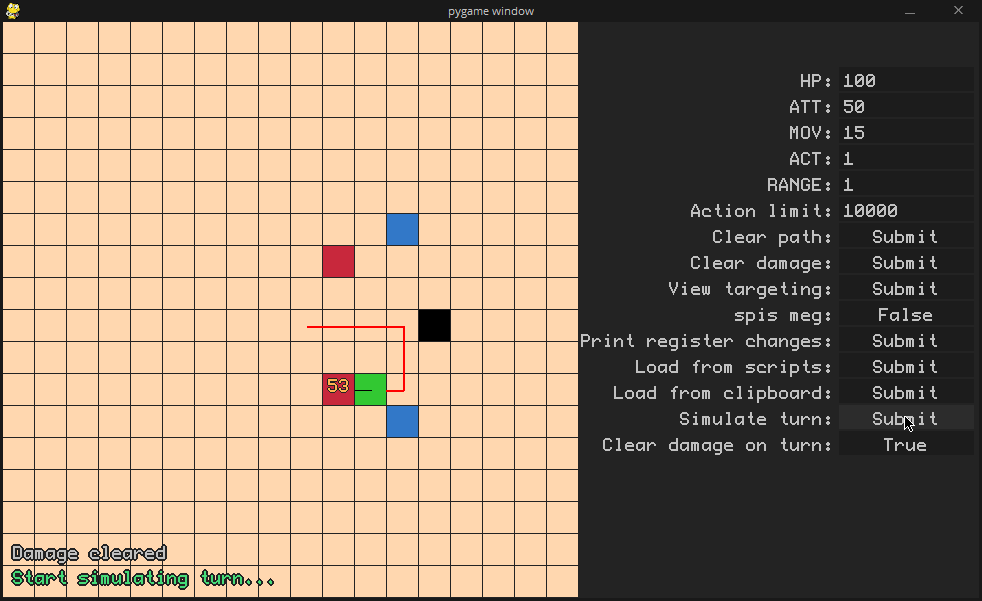 pygame window
HP: 100
ATT: 50
MOV: 15
ACT: 1
RANGE: 1
Action limit: 10000
Clear path: Submit
Clear damage: Submit
View targeting: Submit
spis meg: False
Print register changes: Submit
Load from scripts: Submit
Load from clipboard: Submit
Simulate turn: Submit
Clear damage on turn: True
53
Damage cleared
Start simulating turn...